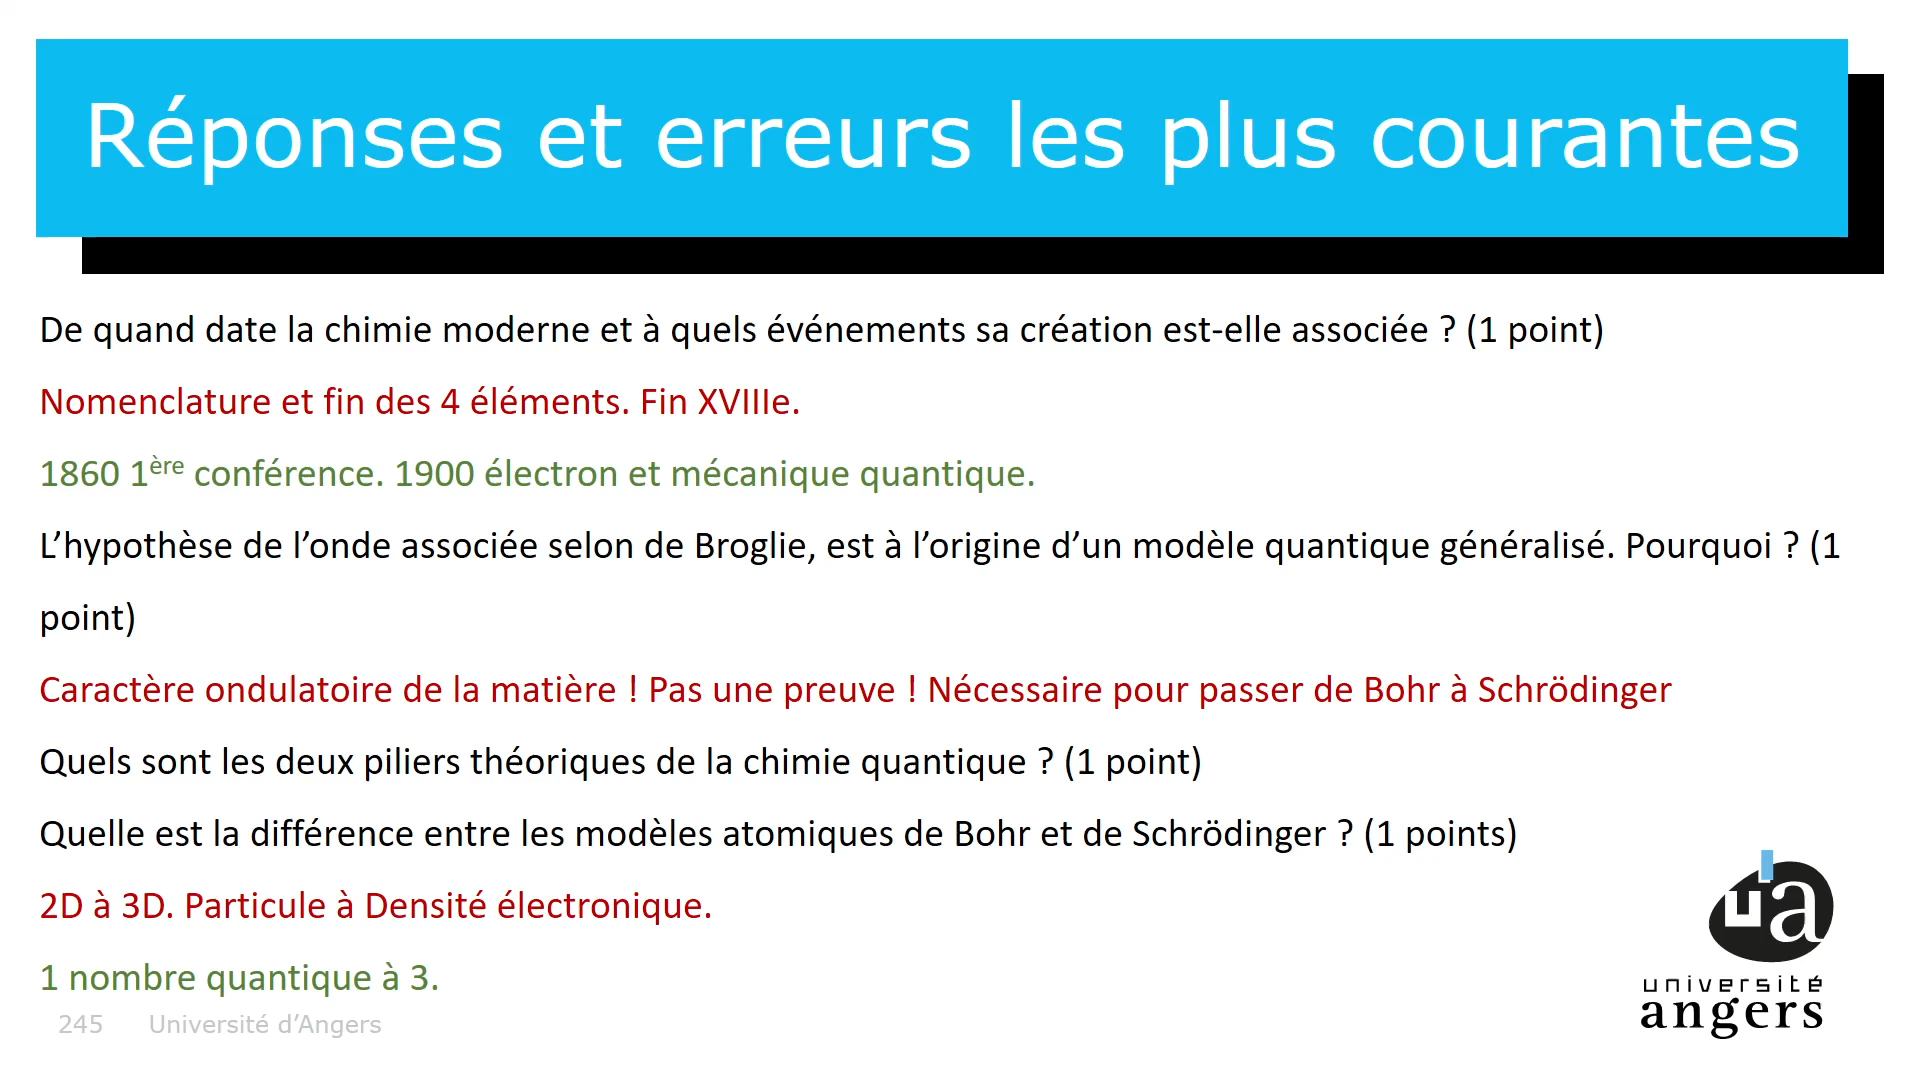 Réponses et erreurs les plus courantes
De quand date la chimie moderne et à quels événements sa création est-elle associée ? (1 point)
Nomenclature et fin des 4 éléments. Fin XVIIIe.
1860 1ère conférence. 1900 électron et mécanique quantique.
L’hypothèse de l’onde associée selon de Broglie, est à l’origine d’un modèle quantique généralisé. Pourquoi ? (1
point)
Caractère ondulatoire de la matière ! Pas une preuve ! Nécessaire pour passer de Bohr à Schrödinger
Quels sont les deux piliers théoriques de la chimie quantique ? (1 point)
Quelle est la différence entre les modèles atomiques de Bohr et de Schrödinger ? (1 points)
2D à 3D. Particule à Densité électronique.
1 nombre quantique à 3.
ua
université
angers
245 Université d’Angers